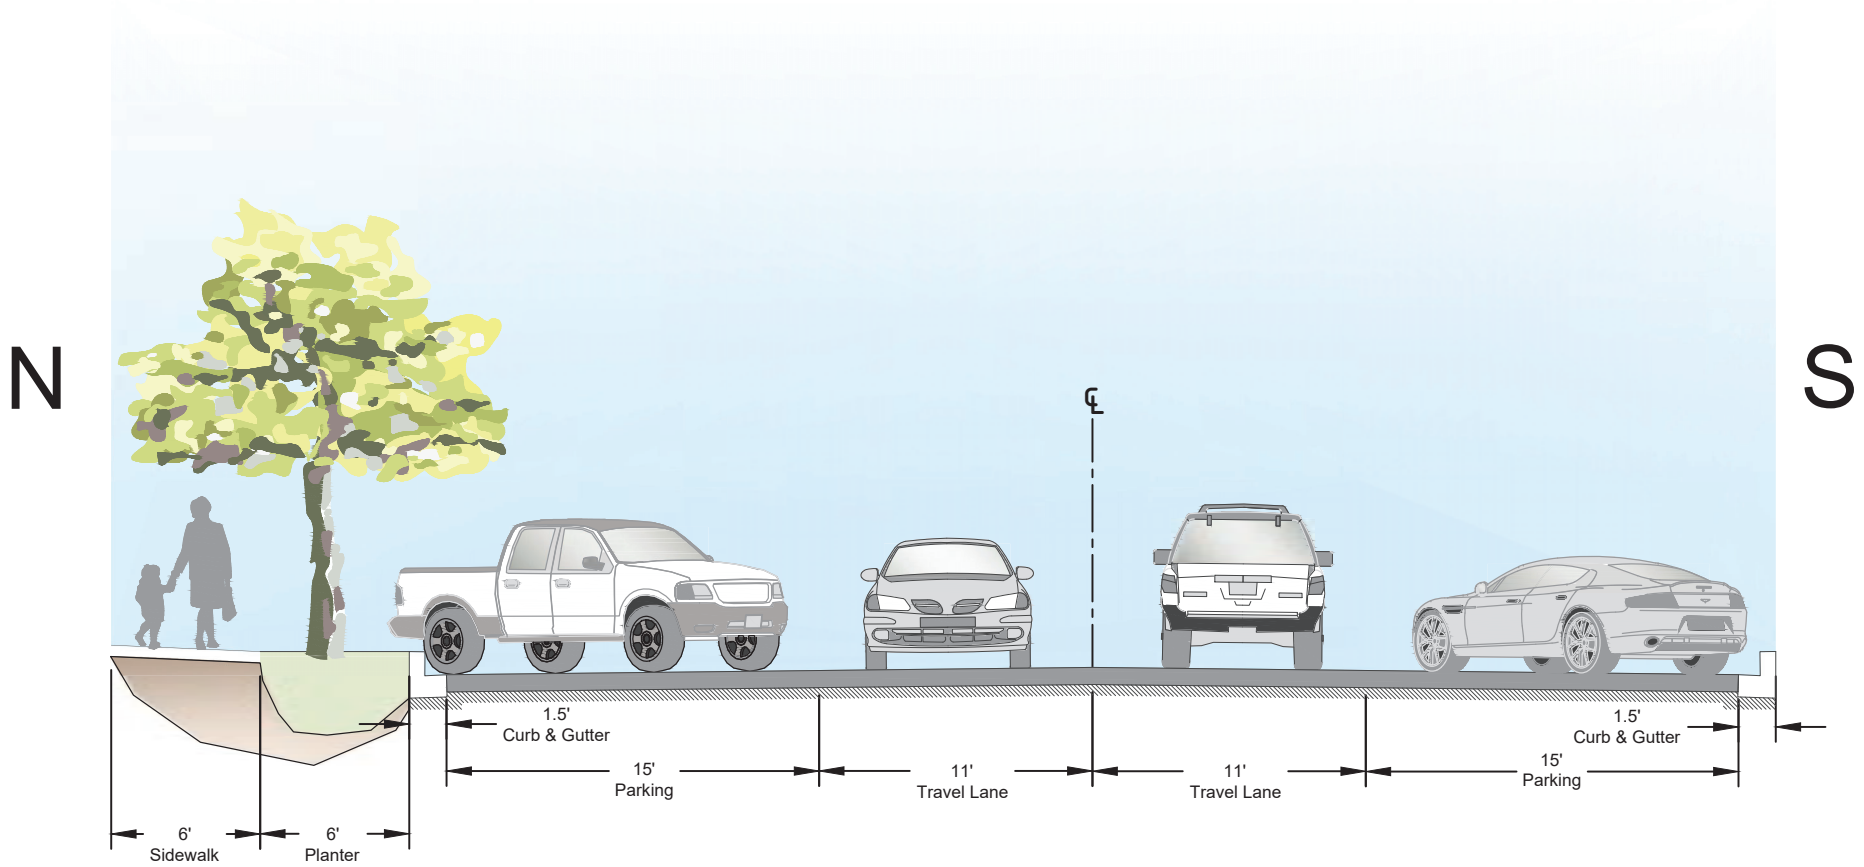 N
S
℄
1.5'
Curb & Gutter
1.5'
Curb & Gutter
15'
Parking
11'
Travel Lane
11'
Travel Lane
15'
Parking
6'
Sidewalk
6'
Planter